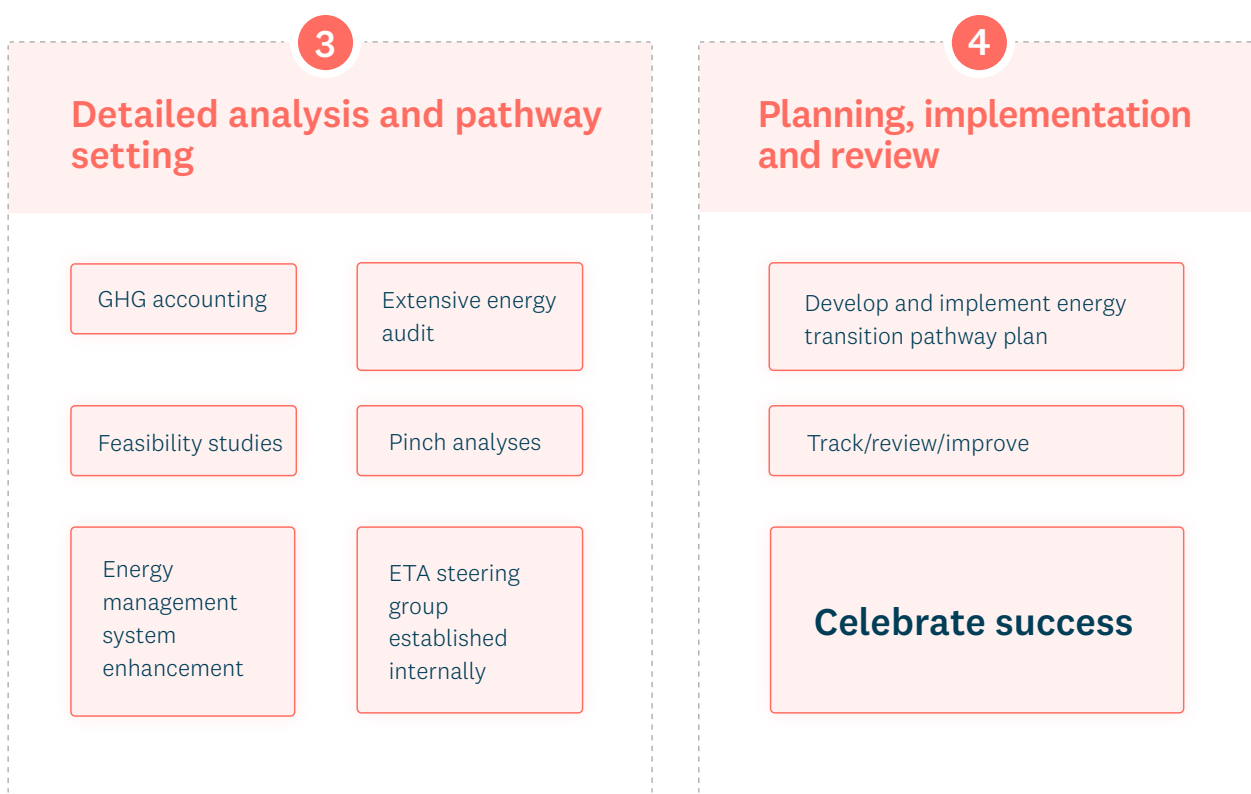 3
Detailed analysis and pathway
setting
GHG accounting
Extensive energy
audit
Feasibility studies
Pinch analyses
Energy
management
system
enhancement
ETA steering
group
established
internally
4
Planning, implementation
and review
Develop and implement energy
transition pathway plan
Track/review/improve
Celebrate success